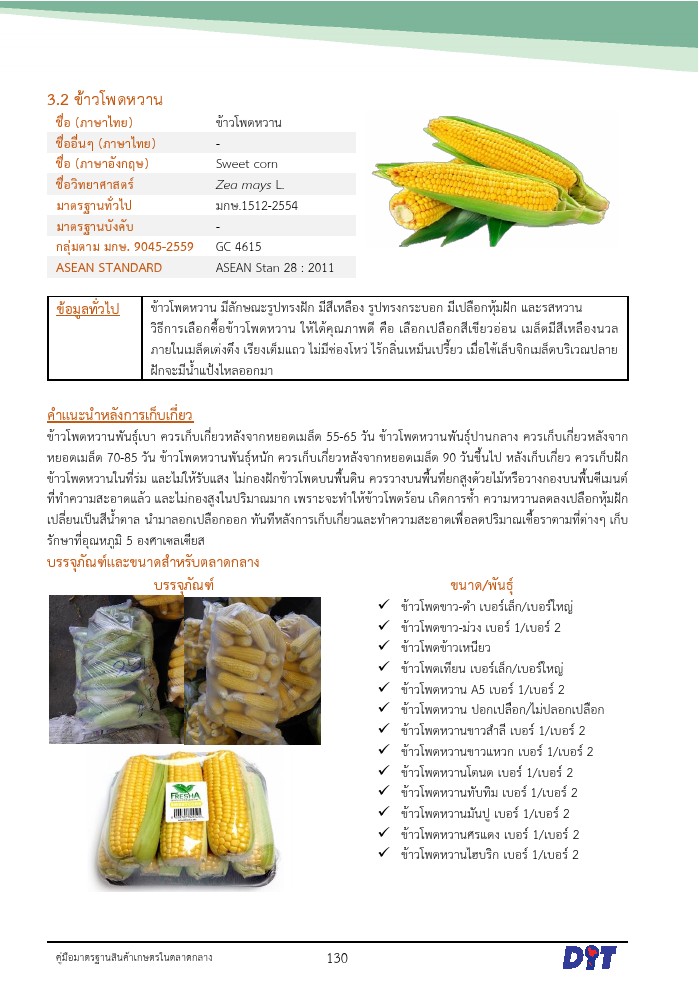 3.2 ข้าวโพดหวาน
ชื่อ (ภาษาไทย) ข้าวโพดหวาน
ชื่ออื่นๆ (ภาษาไทย) -
ชื่อ (ภาษาอังกฤษ) Sweet corn
ชื่อวิทยาศาสตร์ Zea mays L.
มาตรฐานทั่วไป มกษ.1512-2554
มาตรฐานบังคับ -
กลุ่มตาม มกษ. 9045-2559 GC 4615
ASEAN STANDARD ASEAN Stan 28 : 2011
ข้อมูลทั่วไป ข้าวโพดหวาน มีลักษณะรูปทรงฝัก มีสีเหลือง รูปทรงกระบอก มีเปลือกหุ้มฝัก และรสหวาน
วิธีการเลือกซื้อข้าวโพดหวาน ให้ได้คุณภาพดี คือ เลือกเปลือกสีเขียวอ่อน เมล็ดมีสีเหลืองนวล
ภายในเมล็ดเต่งตึง เรียงเต็มแถว ไม่มีช่องโหว่ ไร้กลิ่นเหม็นเปรี้ยว เมื่อใช้เล็บจิกเมล็ดบริเวณปลาย
ฝักจะมีน้ำแป้งไหลออกมา
คำแนะนำหลังการเก็บเกี่ยว
ข้าวโพดหวานพันธุ์เบา ควรเก็บเกี่ยวหลังจากหยอดเมล็ด 55-65 วัน ข้าวโพดหวานพันธุ์ปานกลาง ควรเก็บเกี่ยวหลังจาก
หยอดเมล็ด 70-85 วัน ข้าวโพดหวานพันธุ์หนัก ควรเก็บเกี่ยวหลังจากหยอดเมล็ด 90 วันขึ้นไป หลังเก็บเกี่ยว ควรเก็บฝัก
ข้าวโพดหวานในที่ร่ม และไม่ให้รับแสง ไม่กองฝักข้าวโพดบนพื้นดิน ควรวางบนพื้นที่ยกสูงด้วยไม้หรือวางกองบนพื้นซีเมนต์
ที่ทำความสะอาดแล้ว และไม่กองสูงในปริมาณมาก เพราะจะทำให้ข้าวโพดร้อน เกิดการช้ำ ความหวานลดลงเปลือกหุ้มฝัก
เปลี่ยนเป็นสีน้ำตาล นำมาลอกเปลือกออก ทันทีหลังการเก็บเกี่ยวและทำความสะอาดเพื่อลดปริมาณเชื้อราตามที่ต่างๆ เก็บ
รักษาที่อุณหภูมิ 5 องศาเซลเซียส
บรรจุภัณฑ์และขนาดสำหรับตลาดกลาง
บรรจุภัณฑ์
FRESHA
ขนาด/พันธุ์
✓ ข้าวโพดขาว-ดำ เบอร์เล็ก/เบอร์ใหญ่
✓ ข้าวโพดขาว-ม่วง เบอร์ 1/เบอร์ 2
✓ ข้าวโพดข้าวเหนียว
✓ ข้าวโพดเทียน เบอร์เล็ก/เบอร์ใหญ่
✓ ข้าวโพดหวาน A5 เบอร์ 1/เบอร์ 2
✓ ข้าวโพดหวาน ปอกเปลือก/ไม่ปลอกเปลือก
✓ ข้าวโพดหวานขาวสำลี เบอร์ 1/เบอร์ 2
✓ ข้าวโพดหวานขาวแหวก เบอร์ 1/เบอร์ 2
✓ ข้าวโพดหวานโตนด เบอร์ 1/เบอร์ 2
✓ ข้าวโพดหวานทับทิม เบอร์ 1/เบอร์ 2
✓ ข้าวโพดหวานมันปู เบอร์ 1/เบอร์ 2
✓ ข้าวโพดหวานศรแดง เบอร์ 1/เบอร์ 2
✓ ข้าวโพดหวานไฮบริก เบอร์ 1/เบอร์ 2
คู่มือมาตรฐานสินค้าเกษตรในตลาดกลาง 130 DIT